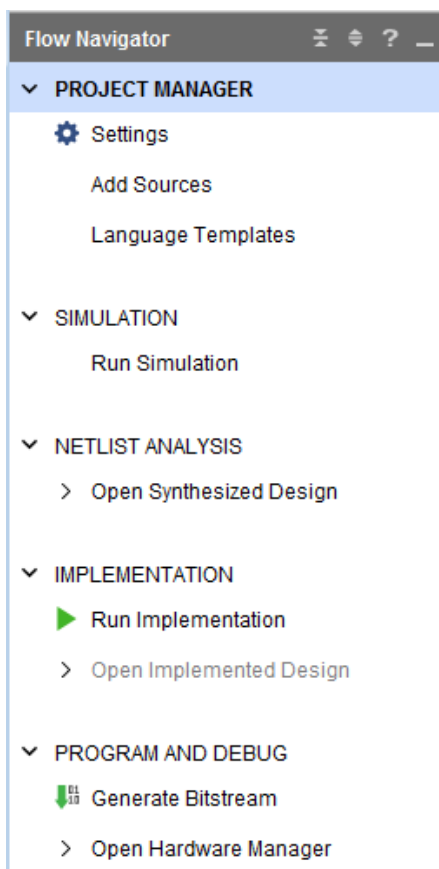 Flow Navigator ?
PROJECT MANAGER
Settings
Add Sources
Language Templates
SIMULATION
Run Simulation
NETLIST ANALYSIS
Open Synthesized Design
IMPLEMENTATION
Run Implementation
Open Implemented Design
PROGRAM AND DEBUG
Generate Bitstream
Open Hardware Manager